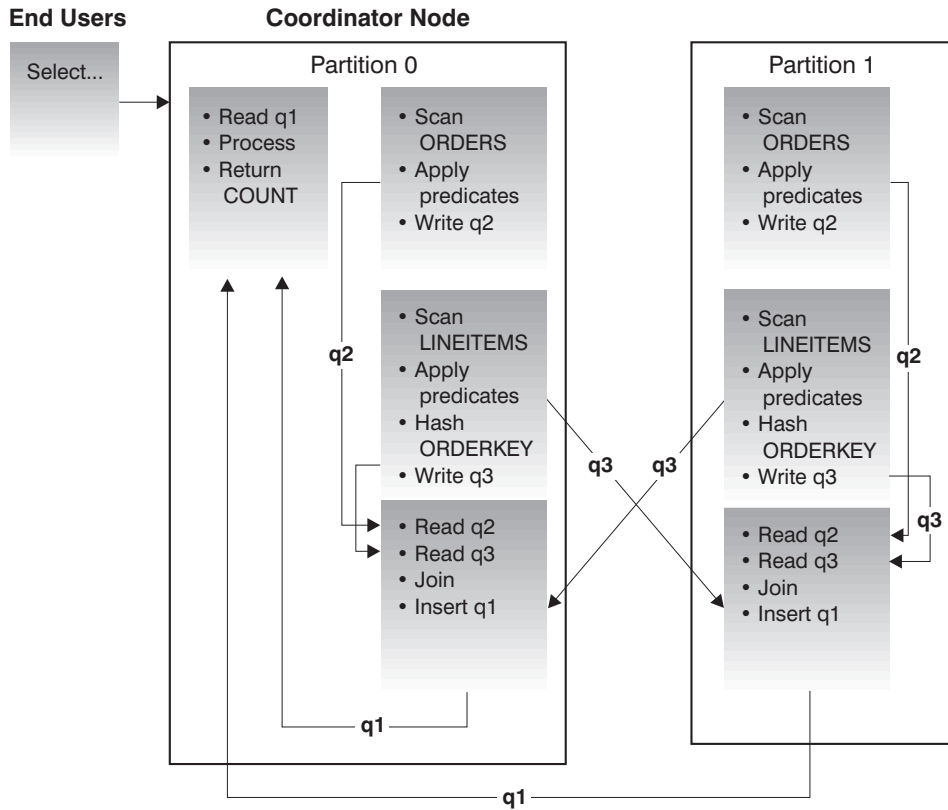 End Users
Coordinator Node
Select...
Partition 0
• Read q1
• Process
• Return
COUNT
• Scan
ORDERS
• Apply
predicates
• Write q2
q2
• Scan
LINEITEMS
• Apply
predicates
• Hash
ORDERKEY
• Write q3
• Read q2
• Read q3
• Join
• Insert q1
q1
q3
q3
Partition 1
• Scan
ORDERS
• Apply
predicates
• Write q2
q2
• Scan
LINEITEMS
• Apply
predicates
• Hash
ORDERKEY
• Write q3
q3
• Read q2
• Read q3
• Join
• Insert q1
q1